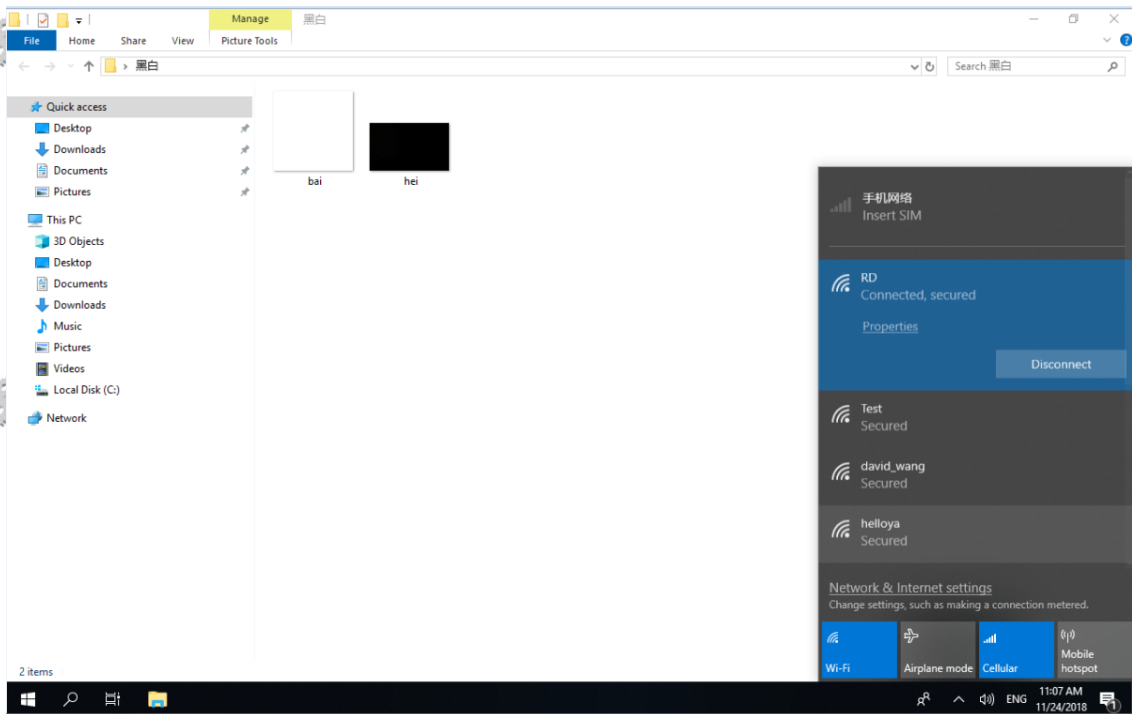 Manage
黑白
File
Home
Share
View
Picture Tools
黑白
Search 黑白
Quick access
Desktop
Downloads
Documents
Pictures
This PC
3D Objects
Desktop
Documents
Downloads
Music
Pictures
Videos
Local Disk (C:)
Network
bai
hei
手机网络
Insert SIM
RD
Connected, secured
Properties
Disconnect
Test
Secured
david_wang
Secured
helloya
Secured
Network & Internet settings
Change settings, such as making a connection metered.
Wi-Fi
Airplane mode
Cellular
Mobile
hotspot
2 items
ENG
11:07 AM
11/24/2018
1